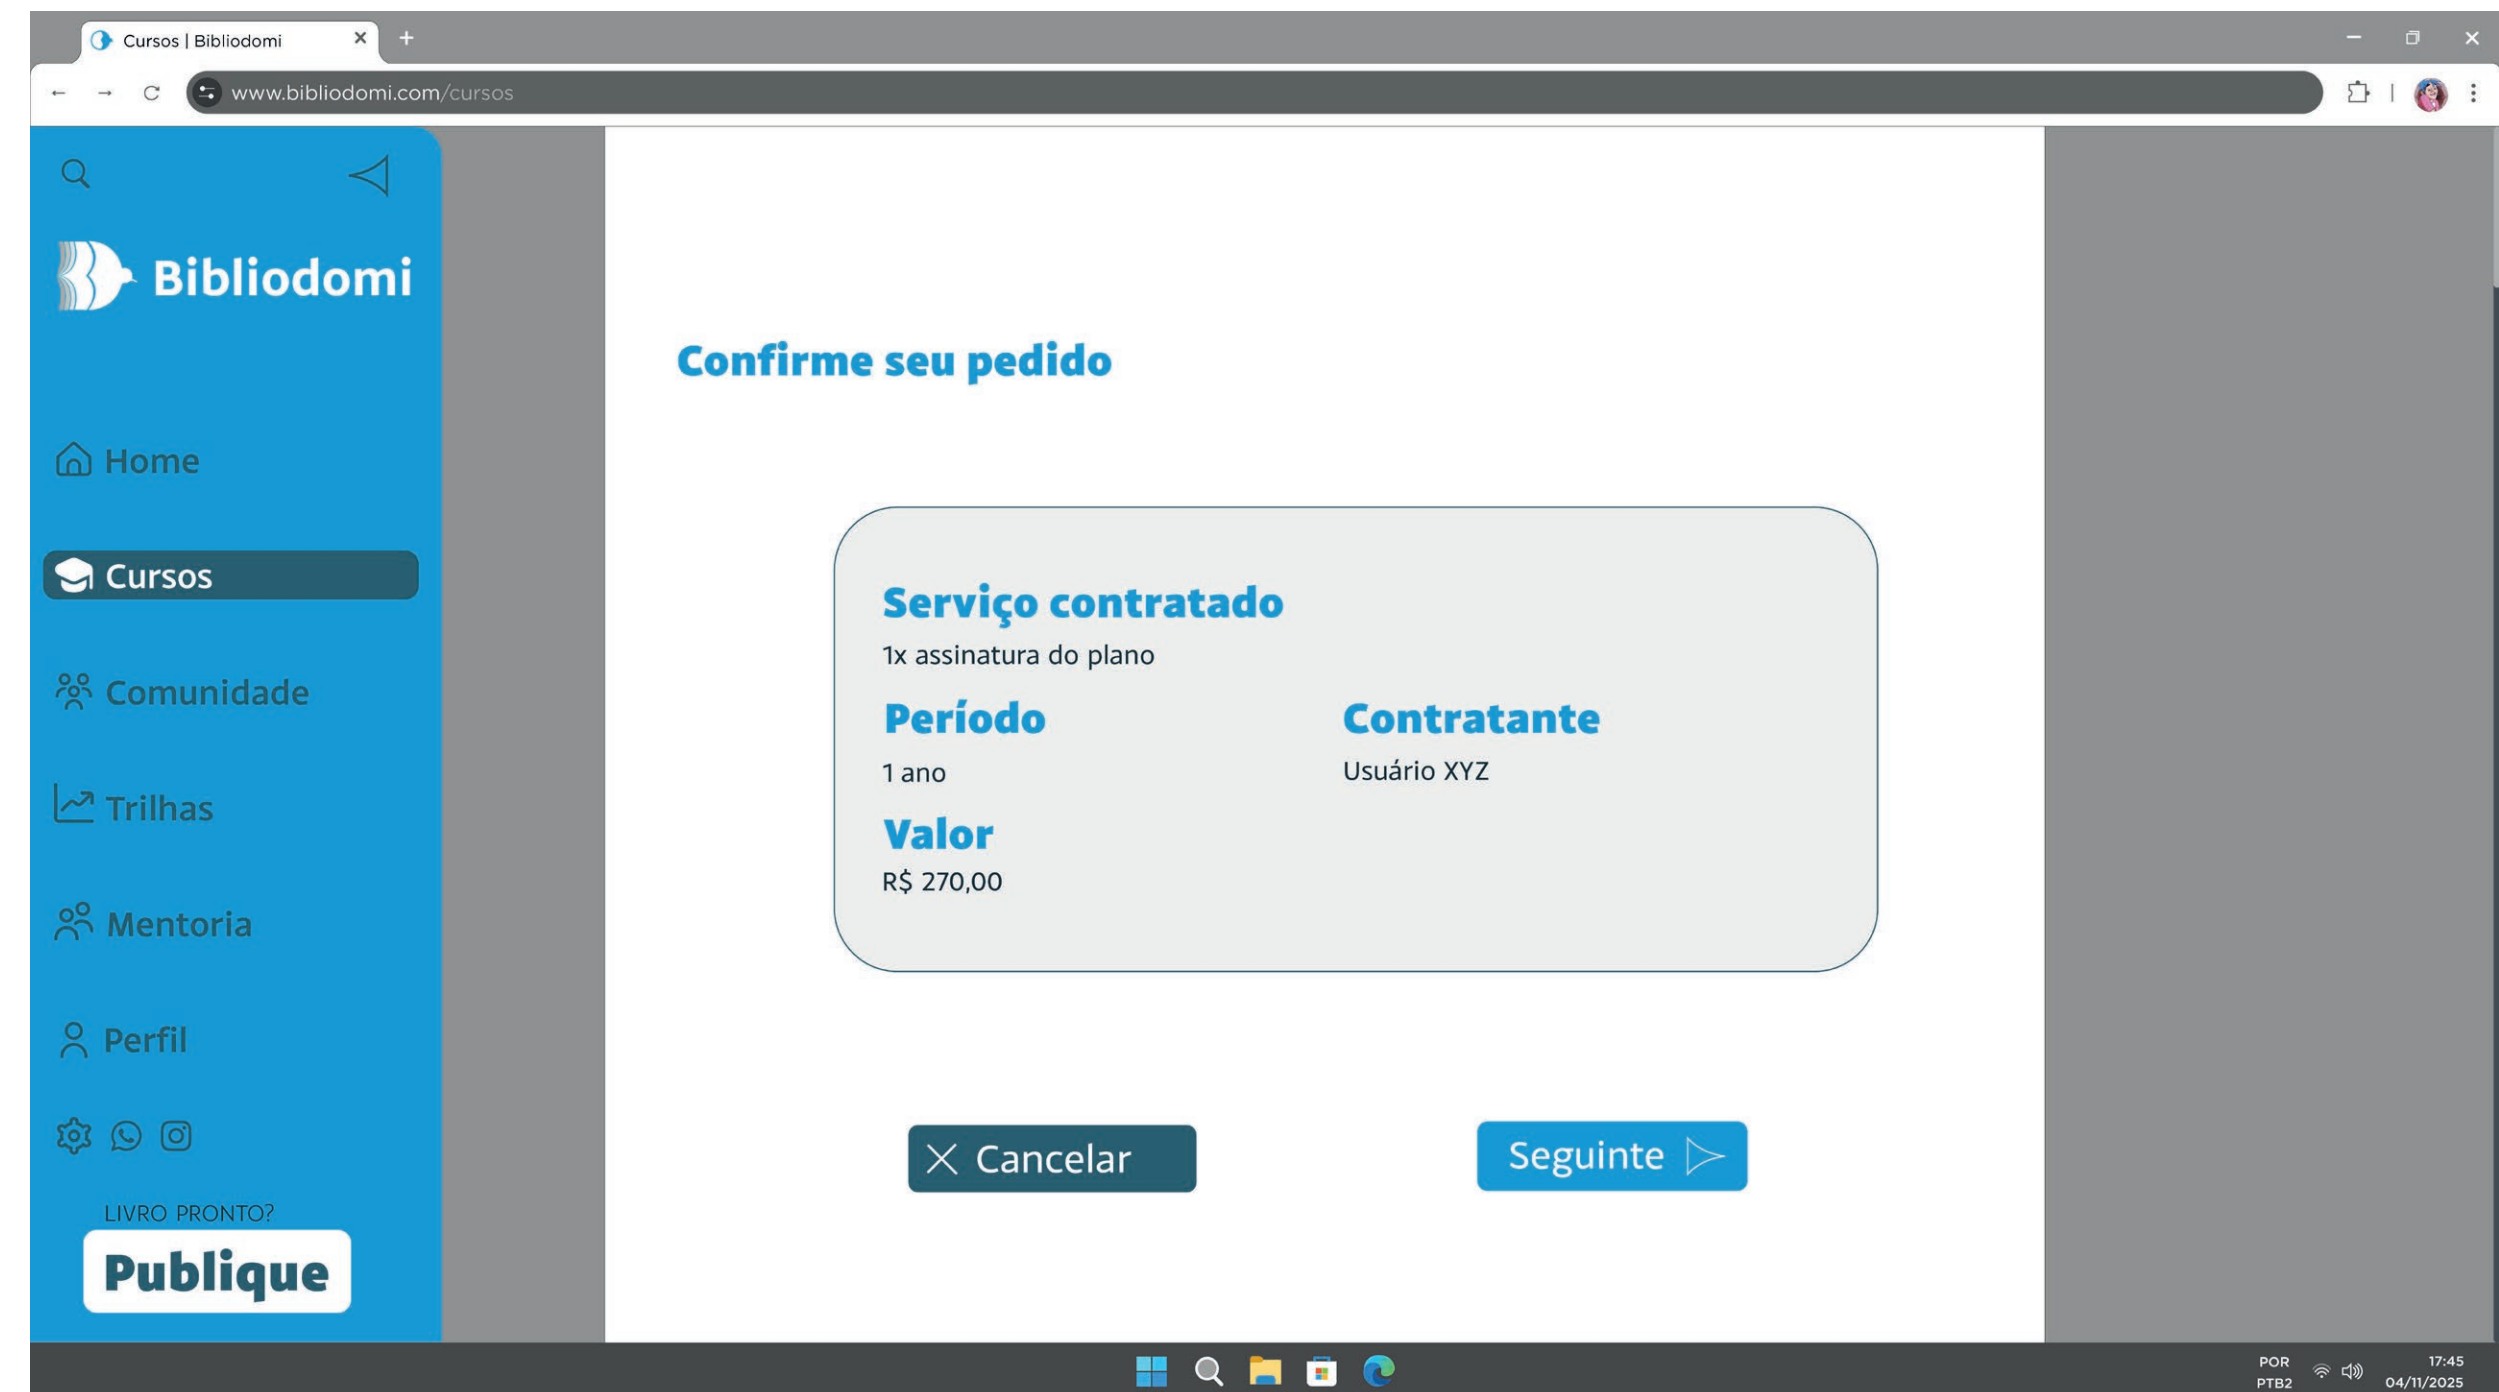 Cursos | Bibliodomi
www.bibliodomi.com/cursos
Bibliodomi
Home
Cursos
Comunidade
Trilhas
Mentoria
Perfil
LIVRO PRONTO?
Publique
Confirme seu pedido
Serviço contratado
1x assinatura do plano
Período
1 ano
Contratante
Usuário XYZ
Valor
R$ 270,00
Cancelar
Seguinte
POR
PTB2
17:45
04/11/2025